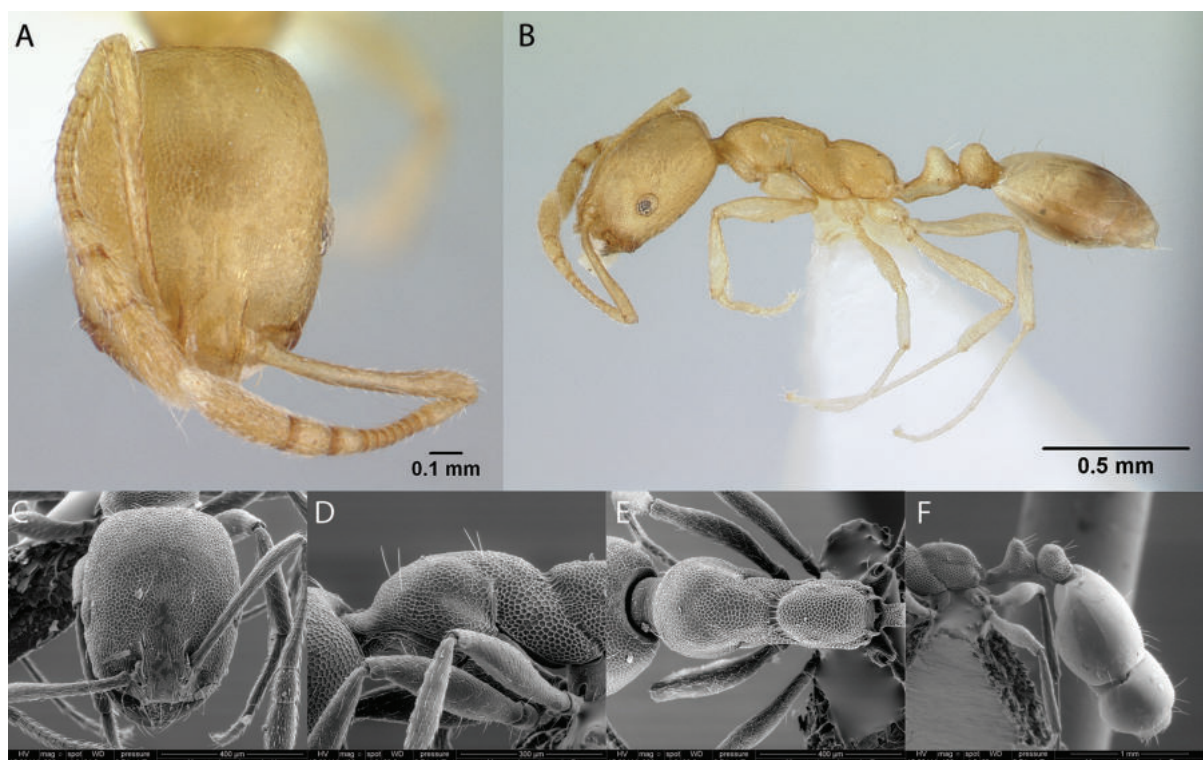 A
B
0.1 mm
0.5 mm
C
D
E
F
HV mag spot WD pressure 400 µm
HV mag spot WD pressure 300 µm
HV mag spot WD pressure 400 µm
HV mag spot WD pressure 1 mm